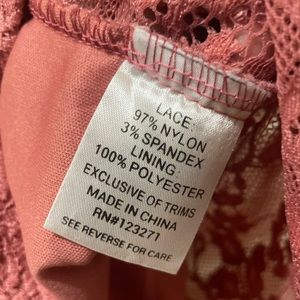 LACE:
97% NYLON
3% SPANDEX
LINING:
100% POLYESTER
EXCLUSIVE OF TRIMS
MADE IN CHINA
RN#123271
SEE REVERSE FOR CARE